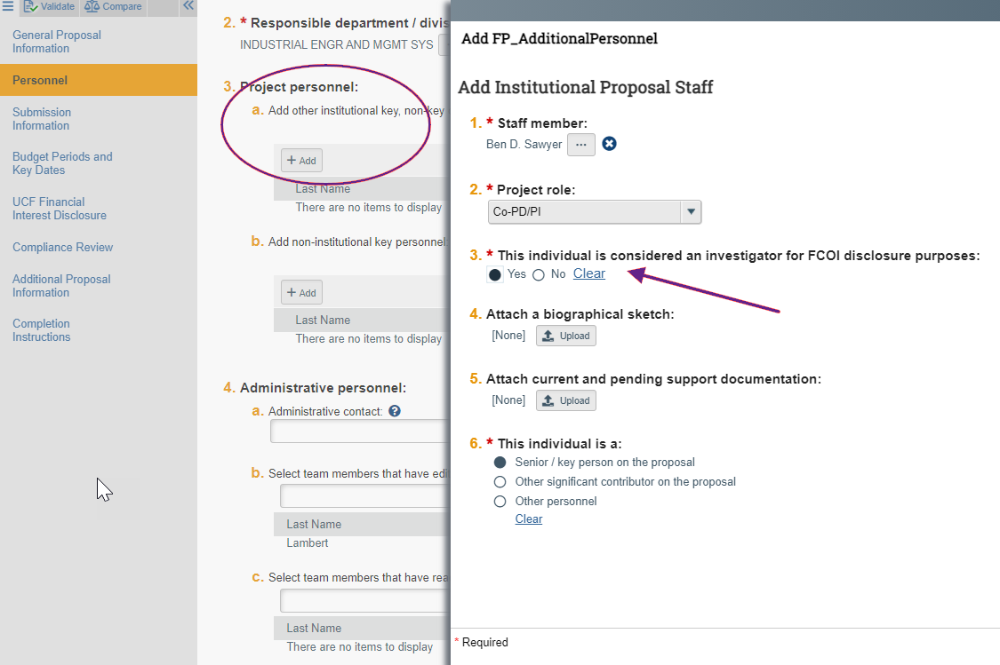 Validate
Compare
General Proposal
Information
Personnel
Submission
Information
Budget Periods and
Key Dates
UCF Financial
Interest Disclosure
Compliance Review
Additional Proposal
Information
Completion
Instructions
2. * Responsible department / divis
INDUSTRIAL ENGR AND MGMT SYS
3. Project personnel:
a. Add other institutional key, non-key
+ Add
Last Name
There are no items to display
b. Add non-institutional key personnel
+ Add
Last Name
There are no items to display
4. Administrative personnel:
a. Administrative contact: ?
b. Select team members that have edi
Last Name
Lambert
c. Select team members that have rea
Last Name
There are no items to display
Add FP_AdditionalPersonnel
Add Institutional Proposal Staff
1. * Staff member:
Ben D. Sawyer ...
2. * Project role:
Co-PD/PI
3. * This individual is considered an investigator for FCOI disclosure purposes:
Yes No Clear
4. Attach a biographical sketch:
[None] Upload
5. Attach current and pending support documentation:
[None] Upload
6. * This individual is a:
Senior / key person on the proposal
Other significant contributor on the proposal
Other personnel
Clear
* Required